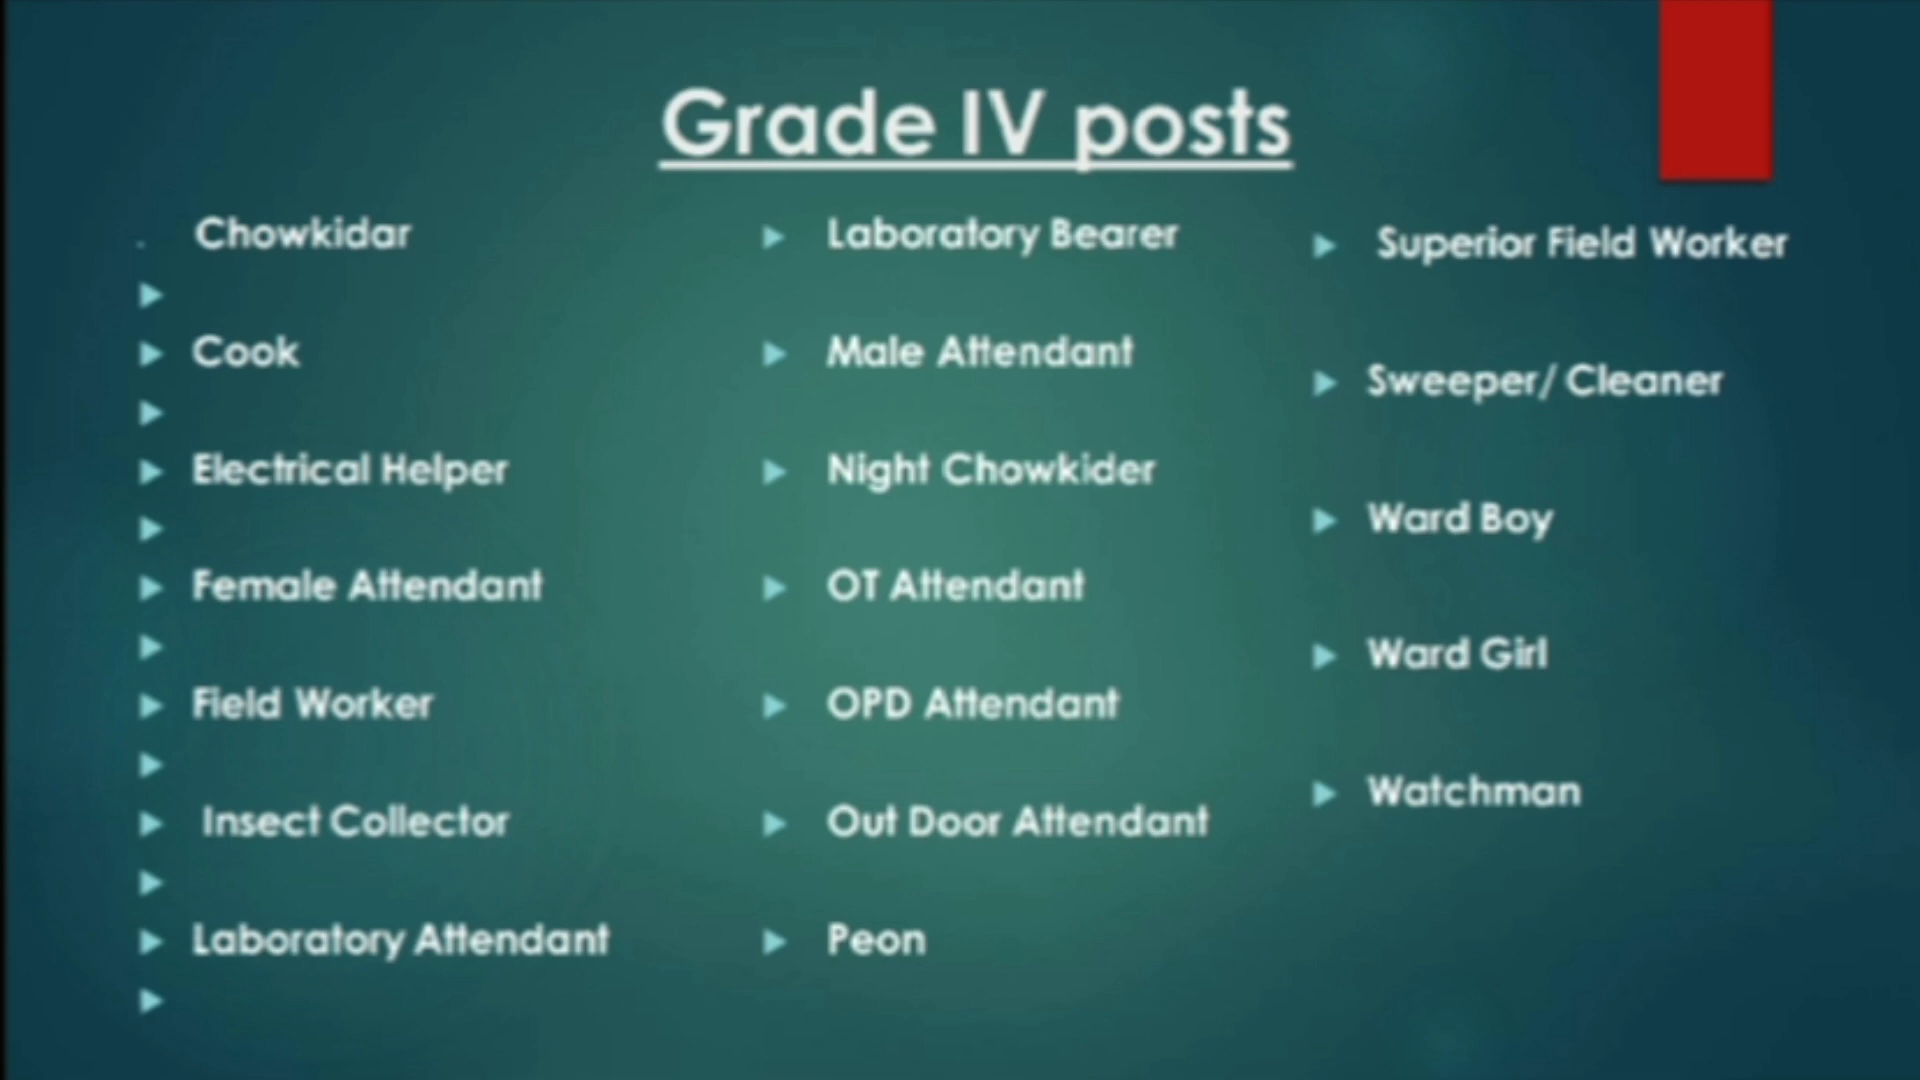 Grade IV posts
Chowkidar
Cook
Electrical Helper
Female Attendant
Field Worker
Insect Collector
Laboratory Attendant
Laboratory Bearer
Male Attendant
Night Chowkider
OT Attendant
OPD Attendant
Out Door Attendant
Peon
Superior Field Worker
Sweeper/ Cleaner
Ward Boy
Ward Girl
Watchman